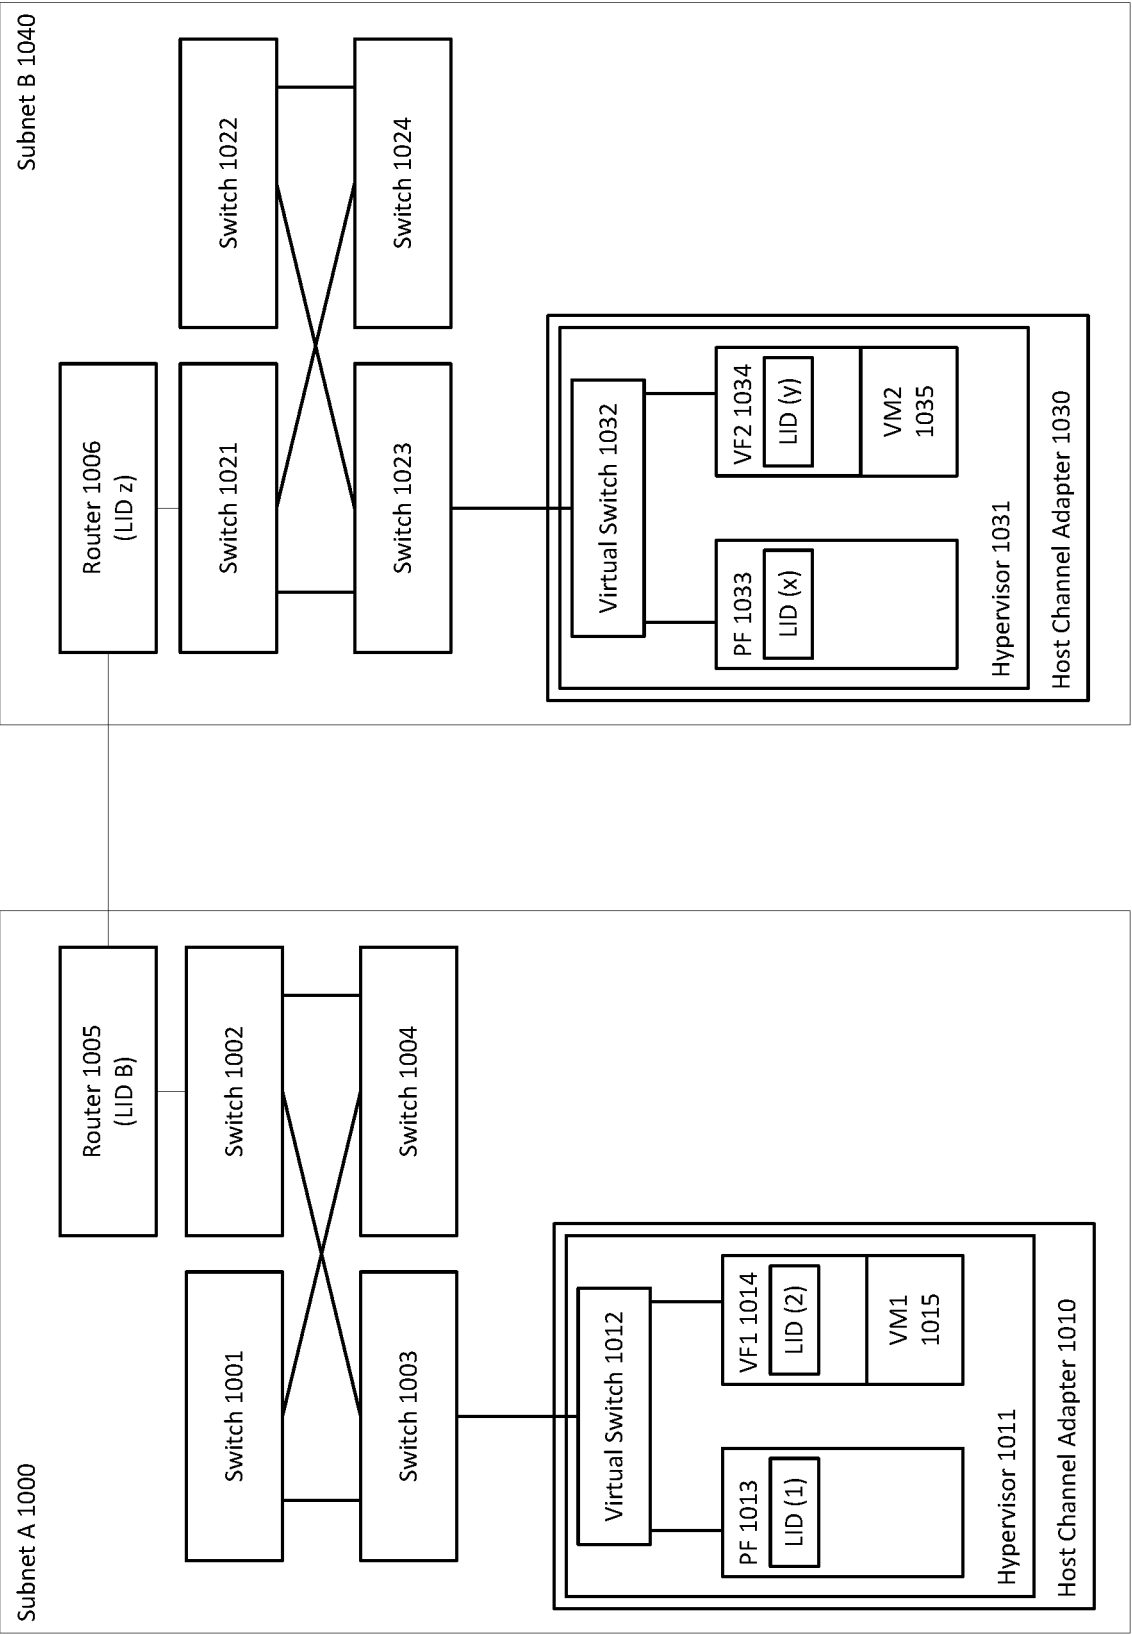 Subnet A 1000
Router 1005
(LID B)
Switch 1001
Switch 1002
Switch 1003
Switch 1004
Virtual Switch 1012
PF 1013
LID (1)
VF1 1014
LID (2)
VM1
1015
Hypervisor 1011
Host Channel Adapter 1010
Subnet B 1040
Router 1006
(LID z)
Switch 1021
Switch 1022
Switch 1023
Switch 1024
Virtual Switch 1032
PF 1033
LID (x)
VF2 1034
LID (y)
VM2
1035
Hypervisor 1031
Host Channel Adapter 1030